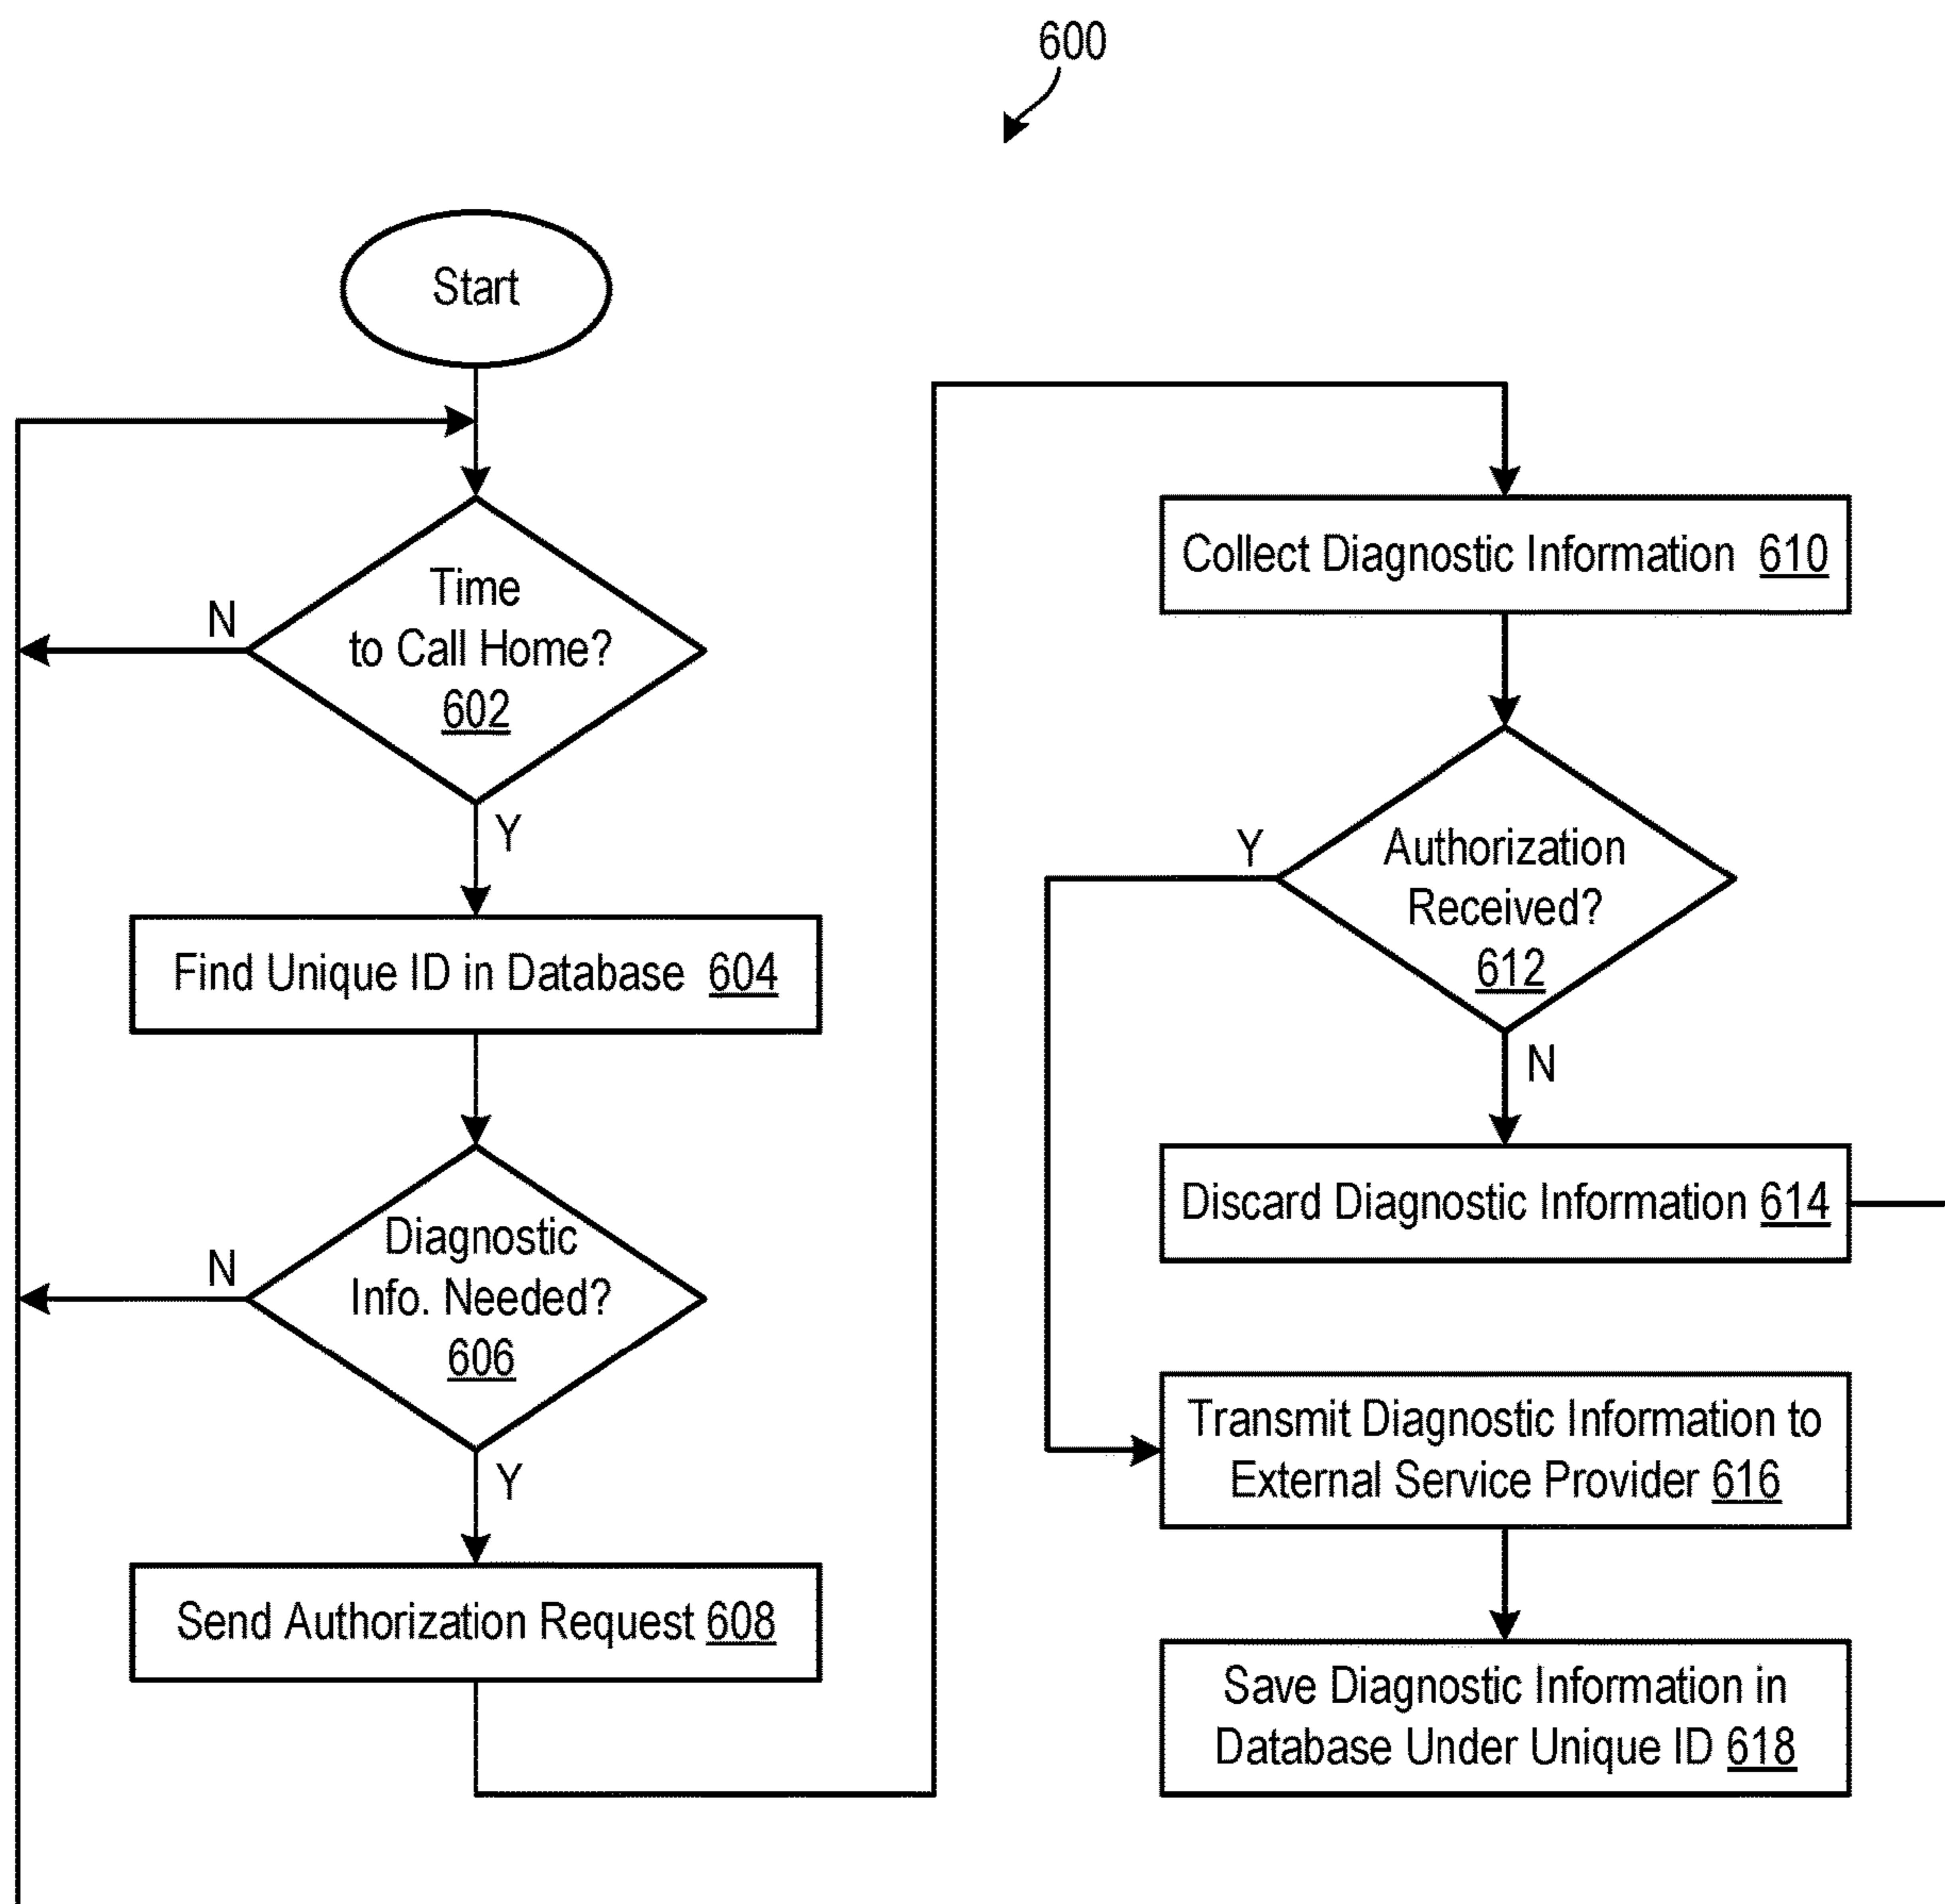 600
Start
Time
to Call Home?
602
N
Y
Find Unique ID in Database 604
Diagnostic
Info. Needed?
606
N
Y
Send Authorization Request 608
Collect Diagnostic Information 610
Authorization
Received?
612
Y
N
Discard Diagnostic Information 614
Transmit Diagnostic Information to
External Service Provider 616
Save Diagnostic Information in
Database Under Unique ID 618